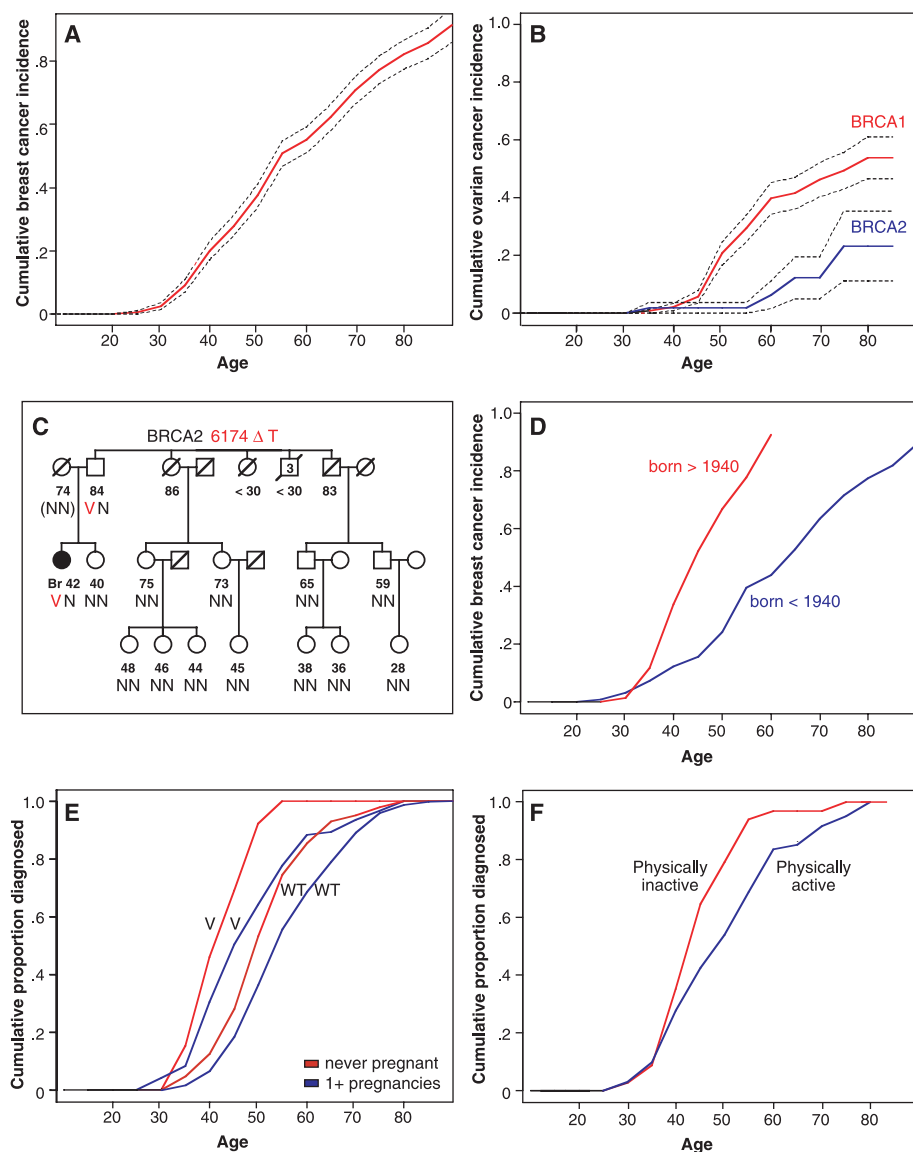 A
Cumulative breast cancer incidence
.8
.6
.4
.2
0
20 30 40 50 60 70 80
Age
B
Cumulative ovarian cancer incidence
1.0
.8
.6
.4
.2
0
BRCA1
BRCA2
20 30 40 50 60 70 80
Age
C
BRCA2 6174 Δ T
3
74 84 86 < 30 < 30 83
(NN) V N
Br 42 40 75 73 65 59
V N NN NN NN NN NN
48 46 44 45 38 36 28
NN NN NN NN NN NN NN
D
Cumulative breast cancer incidence
1.0
.8
.6
.4
.2
0
born > 1940
born < 1940
20 30 40 50 60 70 80
Age
E
Cumulative proportion diagnosed
1.0
.8
.6
.4
.2
0
V V WT WT
never pregnant
1+ pregnancies
20 30 40 50 60 70 80
Age
F
Cumulative proportion diagnosed
1.0
.8
.6
.4
.2
0
Physically
inactive
Physically
active
20 30 40 50 60 70 80
Age